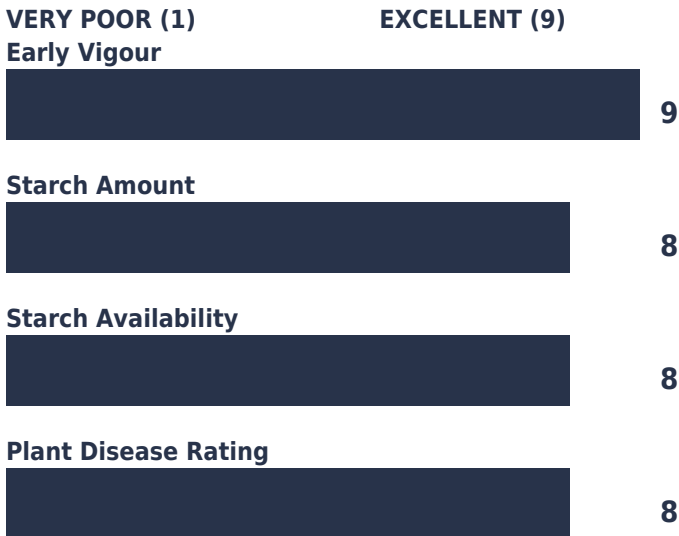 VERY POOR (1) EXCELLENT (9)
Early Vigour
9
Starch Amount
8
Starch Availability
8
Plant Disease Rating
8